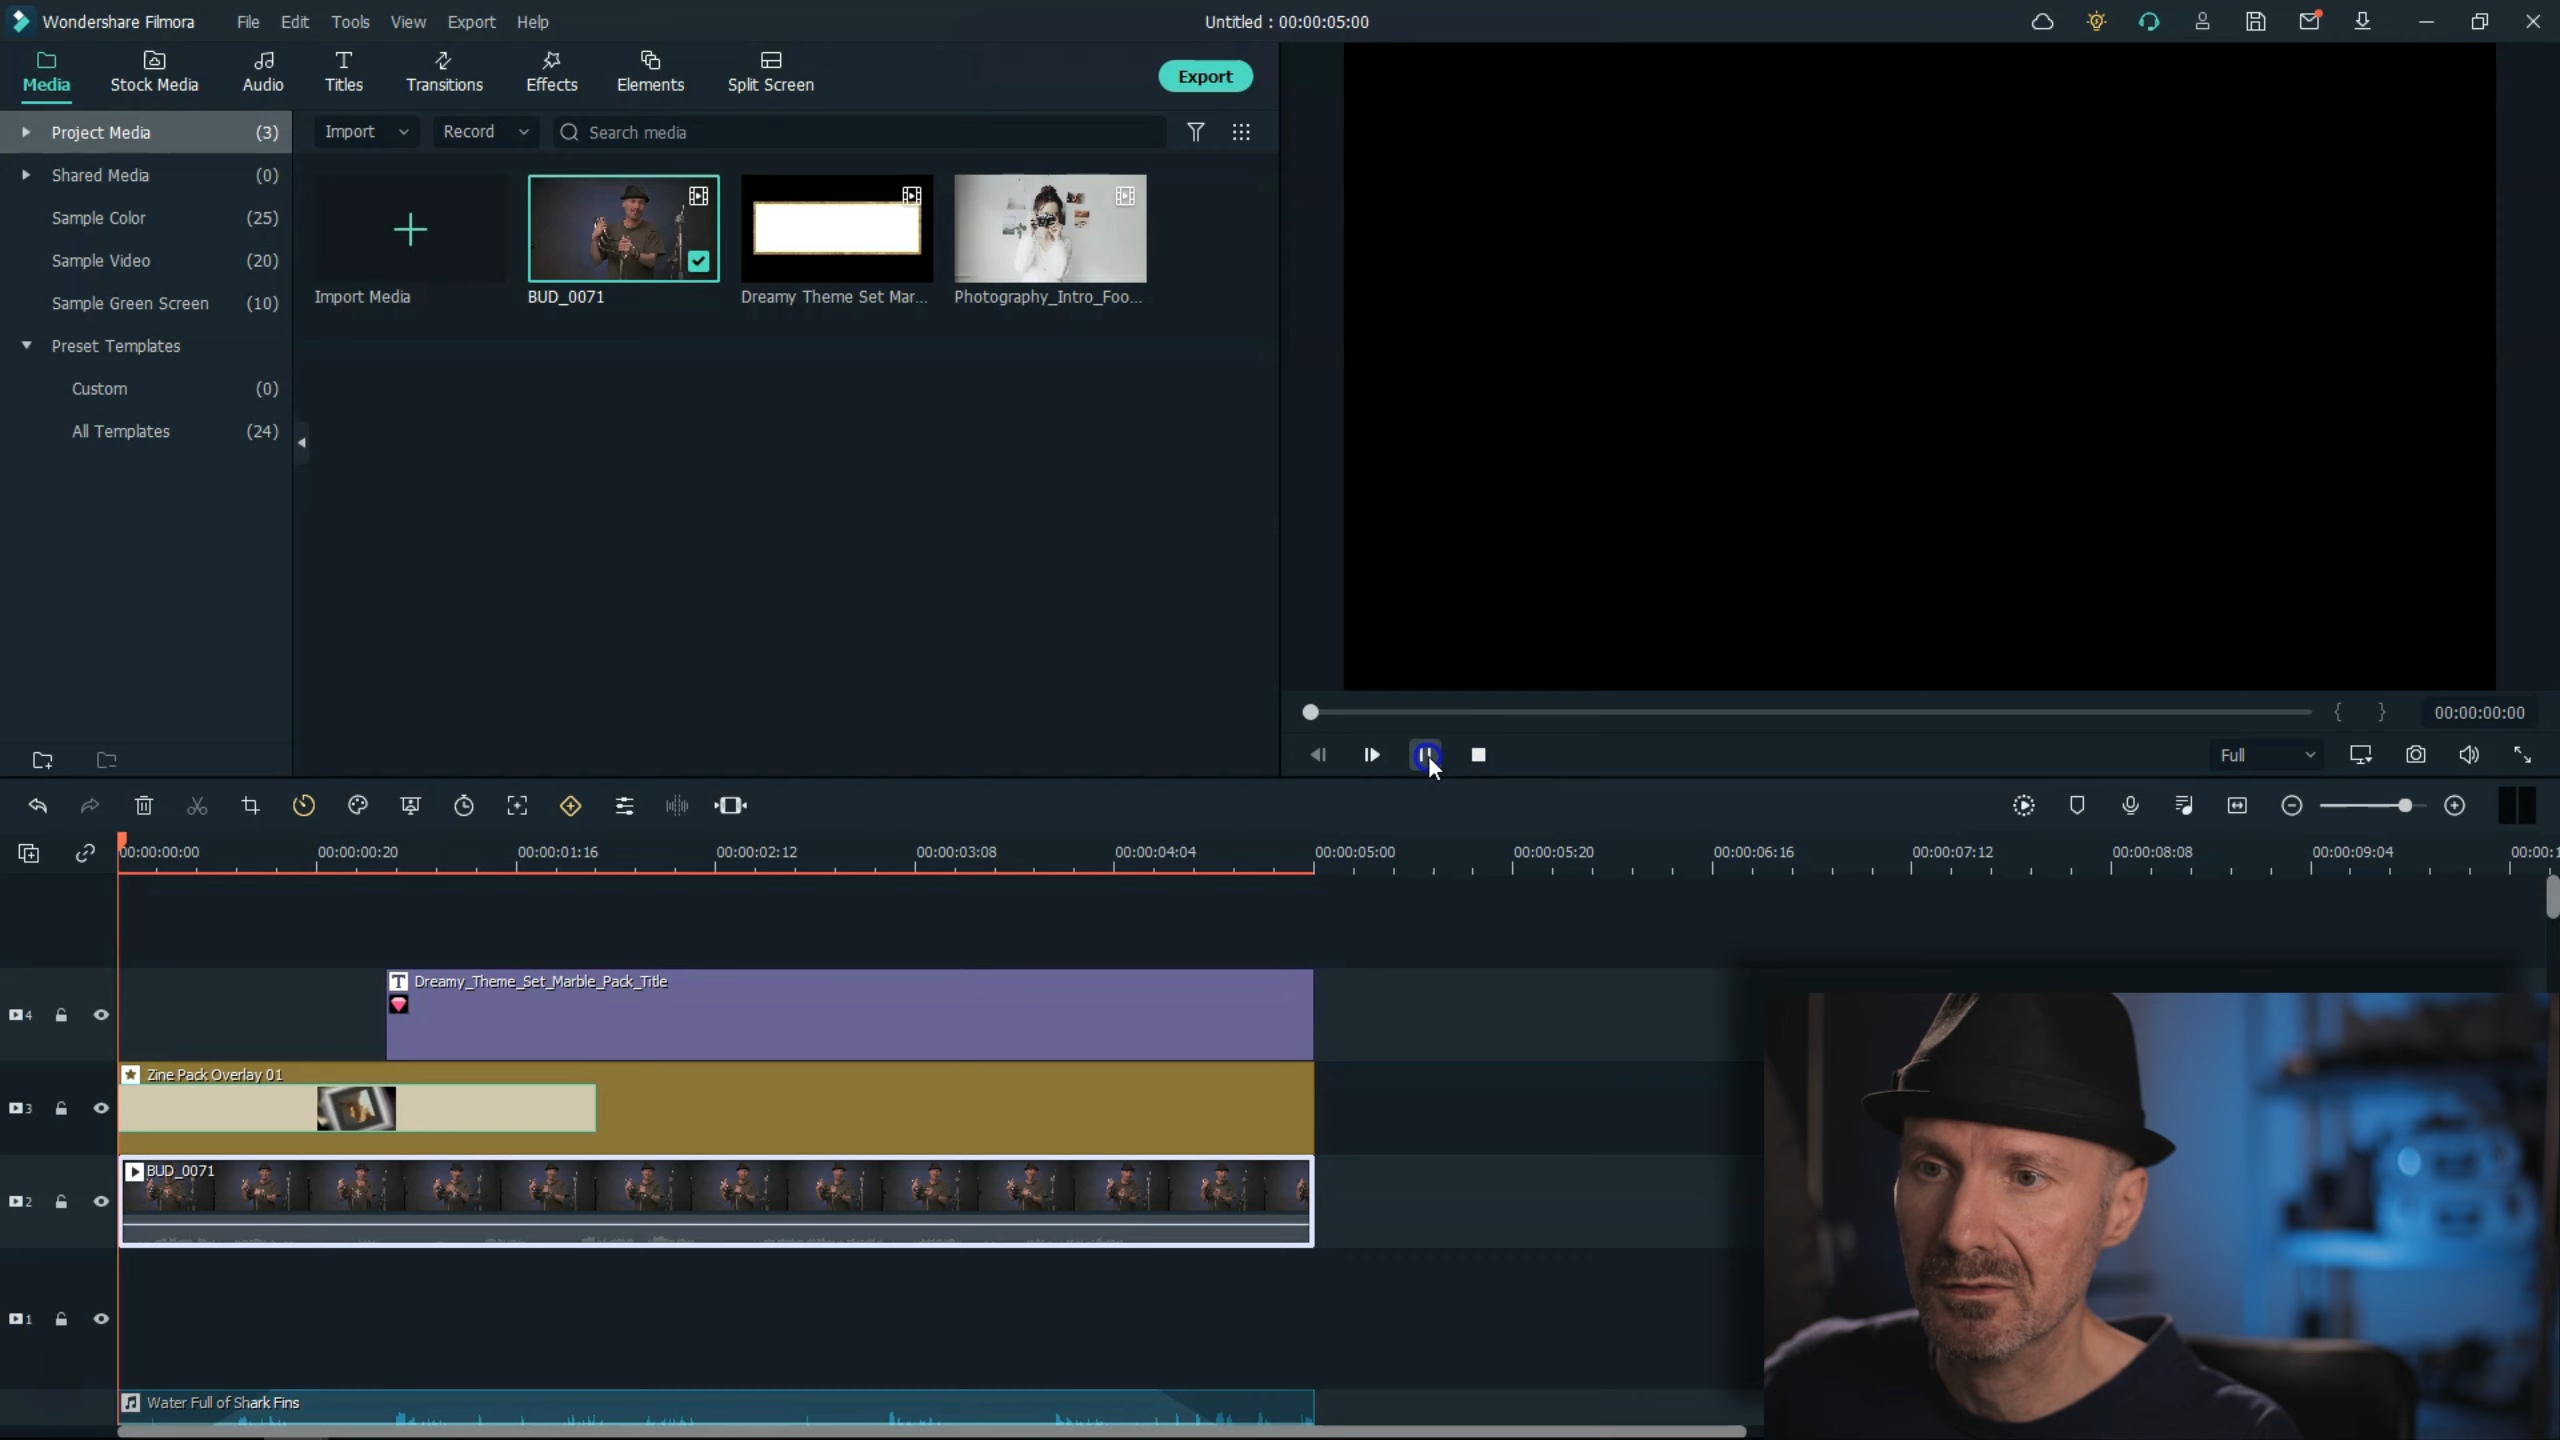 Wondershare Filmora File Edit Tools View Export Help Untitled : 00:00:05:00
Media Stock Media Audio Titles Transitions Effects Elements Split Screen Export
Project Media (3) Import Record Search media
Shared Media (0)
Sample Color (25)
Sample Video (20)
Sample Green Screen (10)
Preset Templates
Custom (0)
All Templates (24)
Import Media BUD_0071 Dreamy Theme Set Mar... Photography_Intro_Foo...
{ } 00:00:00:00
Full
00:00:00:00 00:00:00:20 00:00:01:16 00:00:02:12 00:00:03:08 00:00:04:04 00:00:05:00 00:00:05:20 00:00:06:16 00:00:07:12 00:00:08:08 00:00:09:04 00:00:1
T Dreamy_Theme_Set_Marble_Pack_Title
4
Zine Pack Overlay 01
3
BUD_0071
2
1
Water Full of Shark Fins